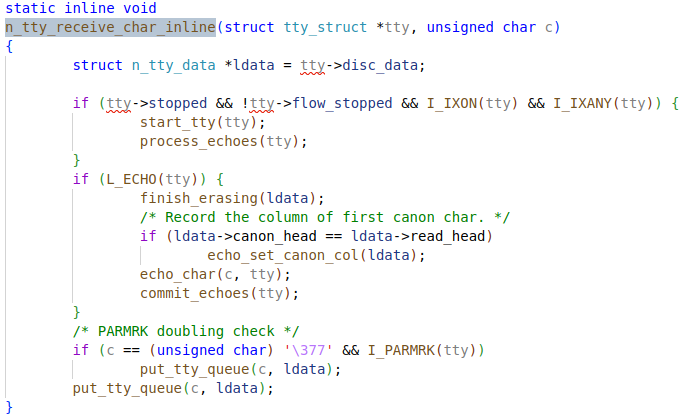 static inline void
n_tty_receive_char_inline(struct tty_struct *tty, unsigned char c)
{
        struct n_tty_data *ldata = tty->disc_data;

        if (tty->stopped && !tty->flow_stopped && I_IXON(tty) && I_IXANY(tty)) {
                start_tty(tty);
                process_echoes(tty);
        }
        if (L_ECHO(tty)) {
                finish_erasing(ldata);
                /* Record the column of first canon char. */
                if (ldata->canon_head == ldata->read_head)
                        echo_set_canon_col(ldata);
                echo_char(c, tty);
                commit_echoes(tty);
        }
        /* PARMRK doubling check */
        if (c == (unsigned char) '\377' && I_PARMRK(tty))
                put_tty_queue(c, ldata);
        put_tty_queue(c, ldata);
}